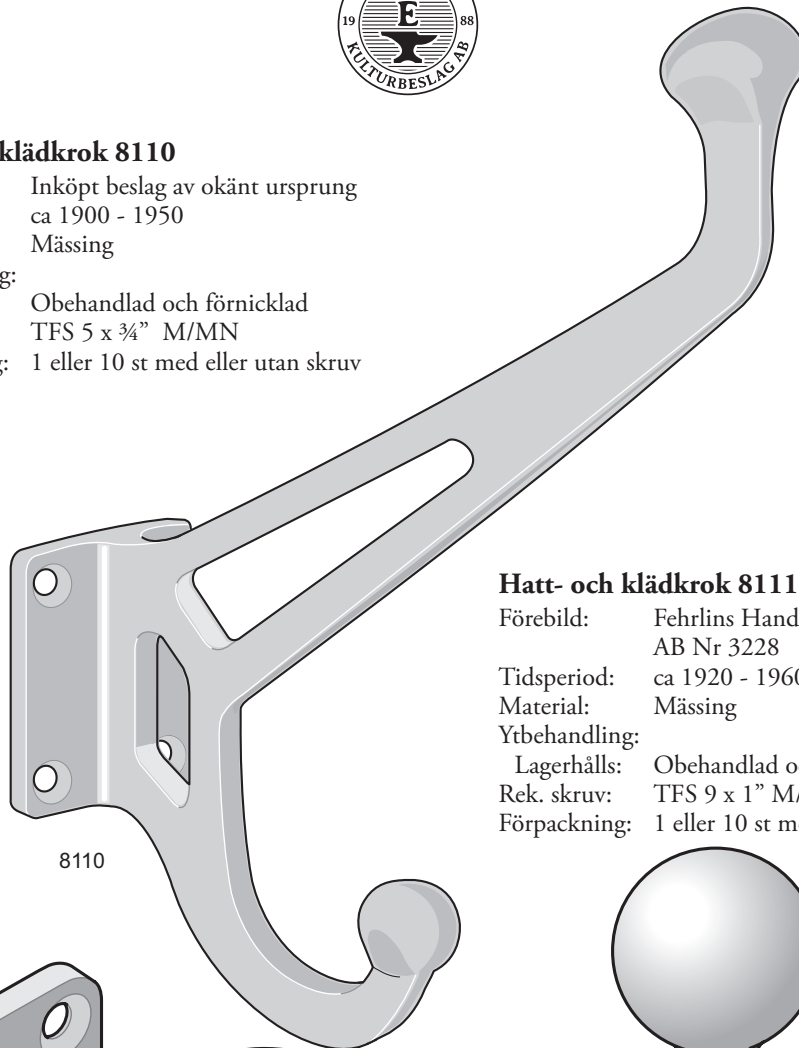 19 E 88
KULTURBESLAG AB
klädkrok 8110
Inköpt beslag av okänt ursprung
ca 1900 - 1950
Mässing
g:
Obehandlad och förnicklad
TFS 5 x ¾” M/MN
g: 1 eller 10 st med eller utan skruv
Hatt- och klädkrok 8111
Förebild: Fehrlins Hand
AB Nr 3228
Tidsperiod: ca 1920 - 1960
Material: Mässing
Ytbehandling:
Lagerhålls: Obehandlad o
Rek. skruv: TFS 9 x 1” M/
Förpackning: 1 eller 10 st m
8110